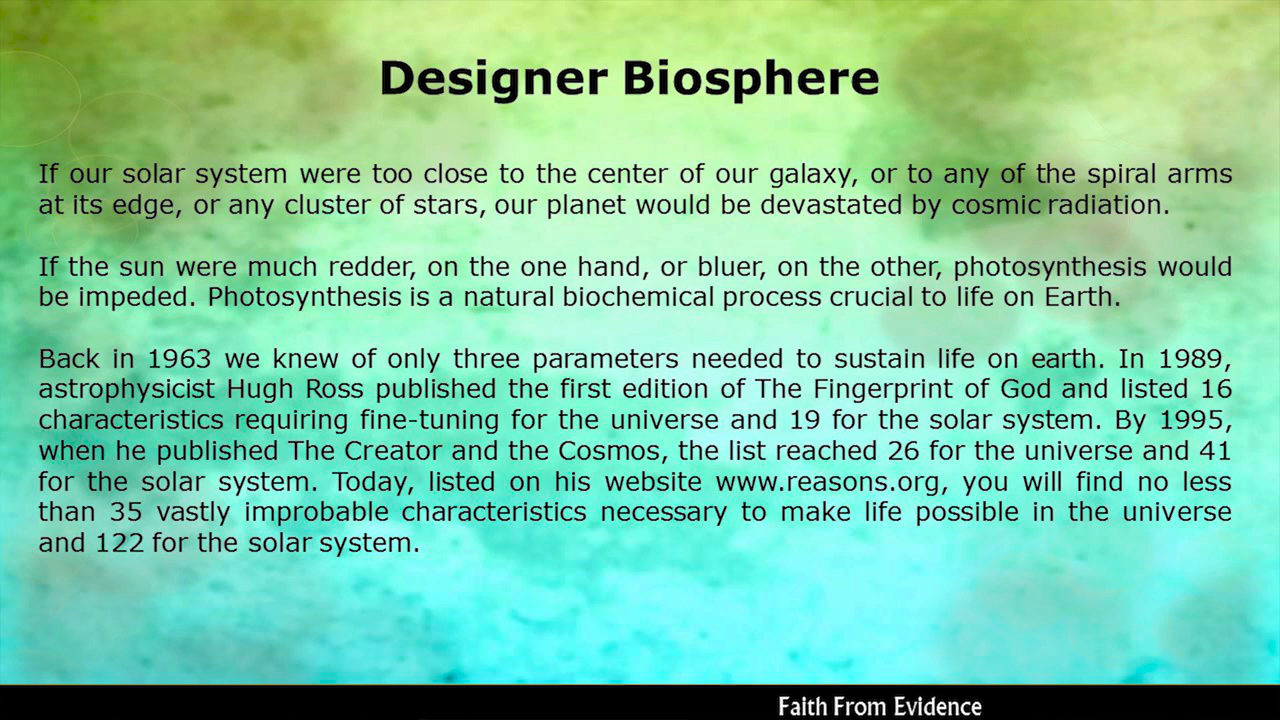 Designer Biosphere
If our solar system were too close to the center of our galaxy, or to any of the spiral arms
at its edge, or any cluster of stars, our planet would be devastated by cosmic radiation.
If the sun were much redder, on the one hand, or bluer, on the other, photosynthesis would
be impeded. Photosynthesis is a natural biochemical process crucial to life on Earth.
Back in 1963 we knew of only three parameters needed to sustain life on earth. In 1989,
astrophysicist Hugh Ross published the first edition of The Fingerprint of God and listed 16
characteristics requiring fine-tuning for the universe and 19 for the solar system. By 1995,
when he published The Creator and the Cosmos, the list reached 26 for the universe and 41
for the solar system. Today, listed on his website www.reasons.org, you will find no less
than 35 vastly improbable characteristics necessary to make life possible in the universe
and 122 for the solar system.
Faith From Evidence